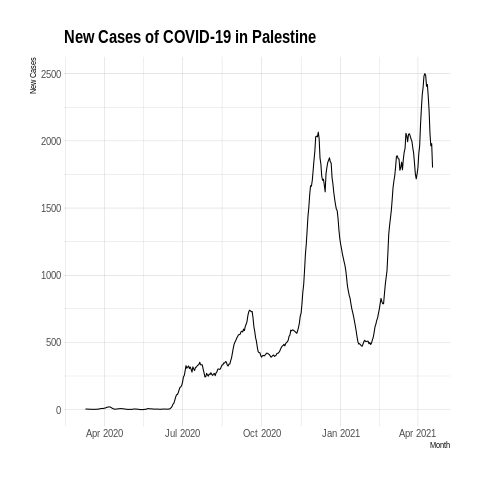 New Cases of COVID-19 in Palestine
New Cases
2500
2000
1500
1000
500
0
Apr 2020 Jul 2020 Oct 2020 Jan 2021 Apr 2021
Month